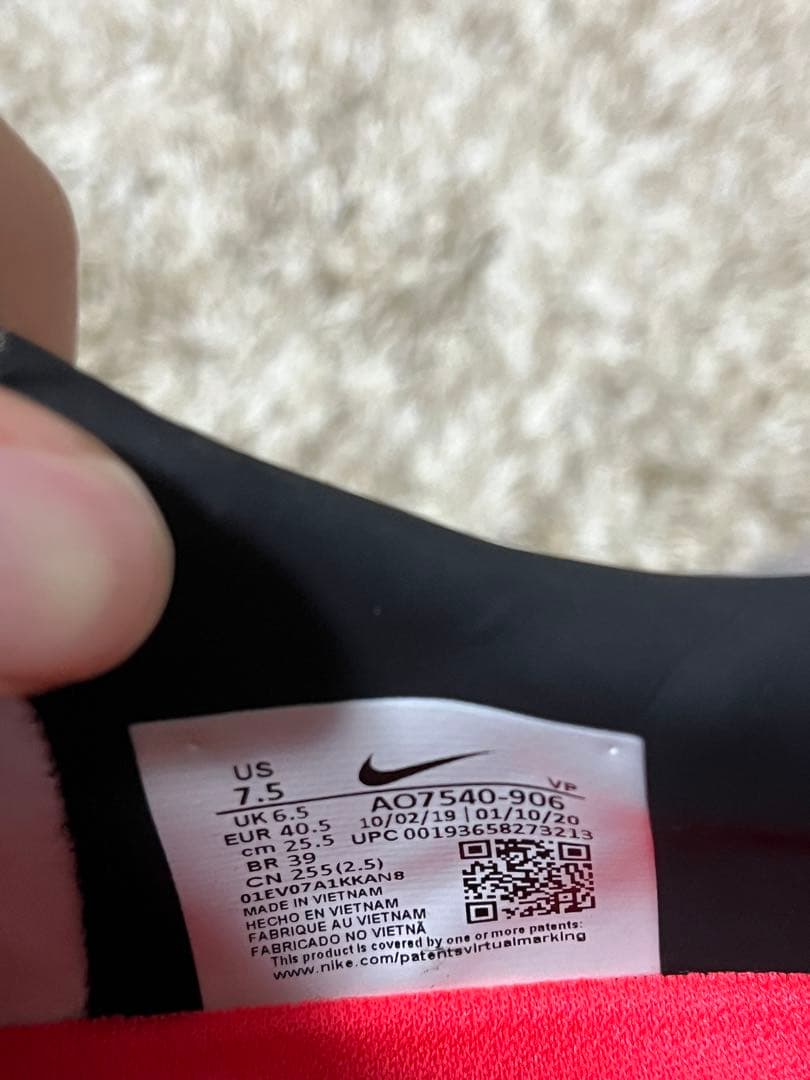 US
7.5
VP
UK 6.5
AO7540-906
EUR 40.5
10/02/19 | 01/10/20
cm 25.5
UPC 00193658273213
BR 39
CN 255(2.5)
01EV07A1KKAN8
MADE IN VIETNAM
HECHO EN VIETNAM
FABRIQUE AU VIETNAM
FABRICADO NO VIETNÃ
This product is covered by one or more patents:
www.nike.com/patentsvirtualmarking